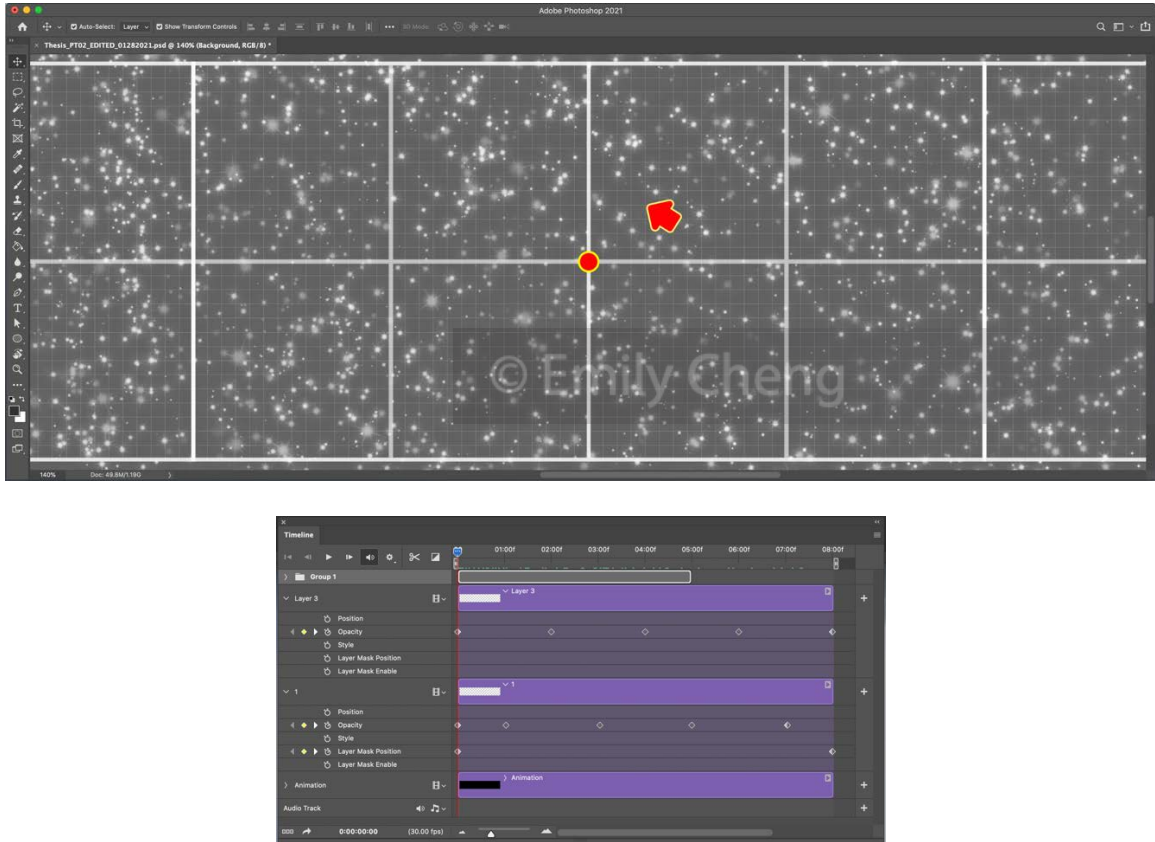 Adobe Photoshop 2021
Auto-Select: Layer Show Transform Controls 3D Mode:
Thesis_PT02_EDITED_01282021.psd @ 140% (Background, RGB/8) *
© Emily Cheng
140% Doc: 49.8M/1.19G
Timeline
01:00f 02:00f 03:00f 04:00f 05:00f 06:00f 07:00f 08:00f
Group 1
Layer 3 Layer 3
Position
Opacity
Style
Layer Mask Position
Layer Mask Enable
1 1
Position
Opacity
Style
Layer Mask Position
Layer Mask Enable
Animation Animation
Audio Track
0:00:00:00 (30.00 fps)